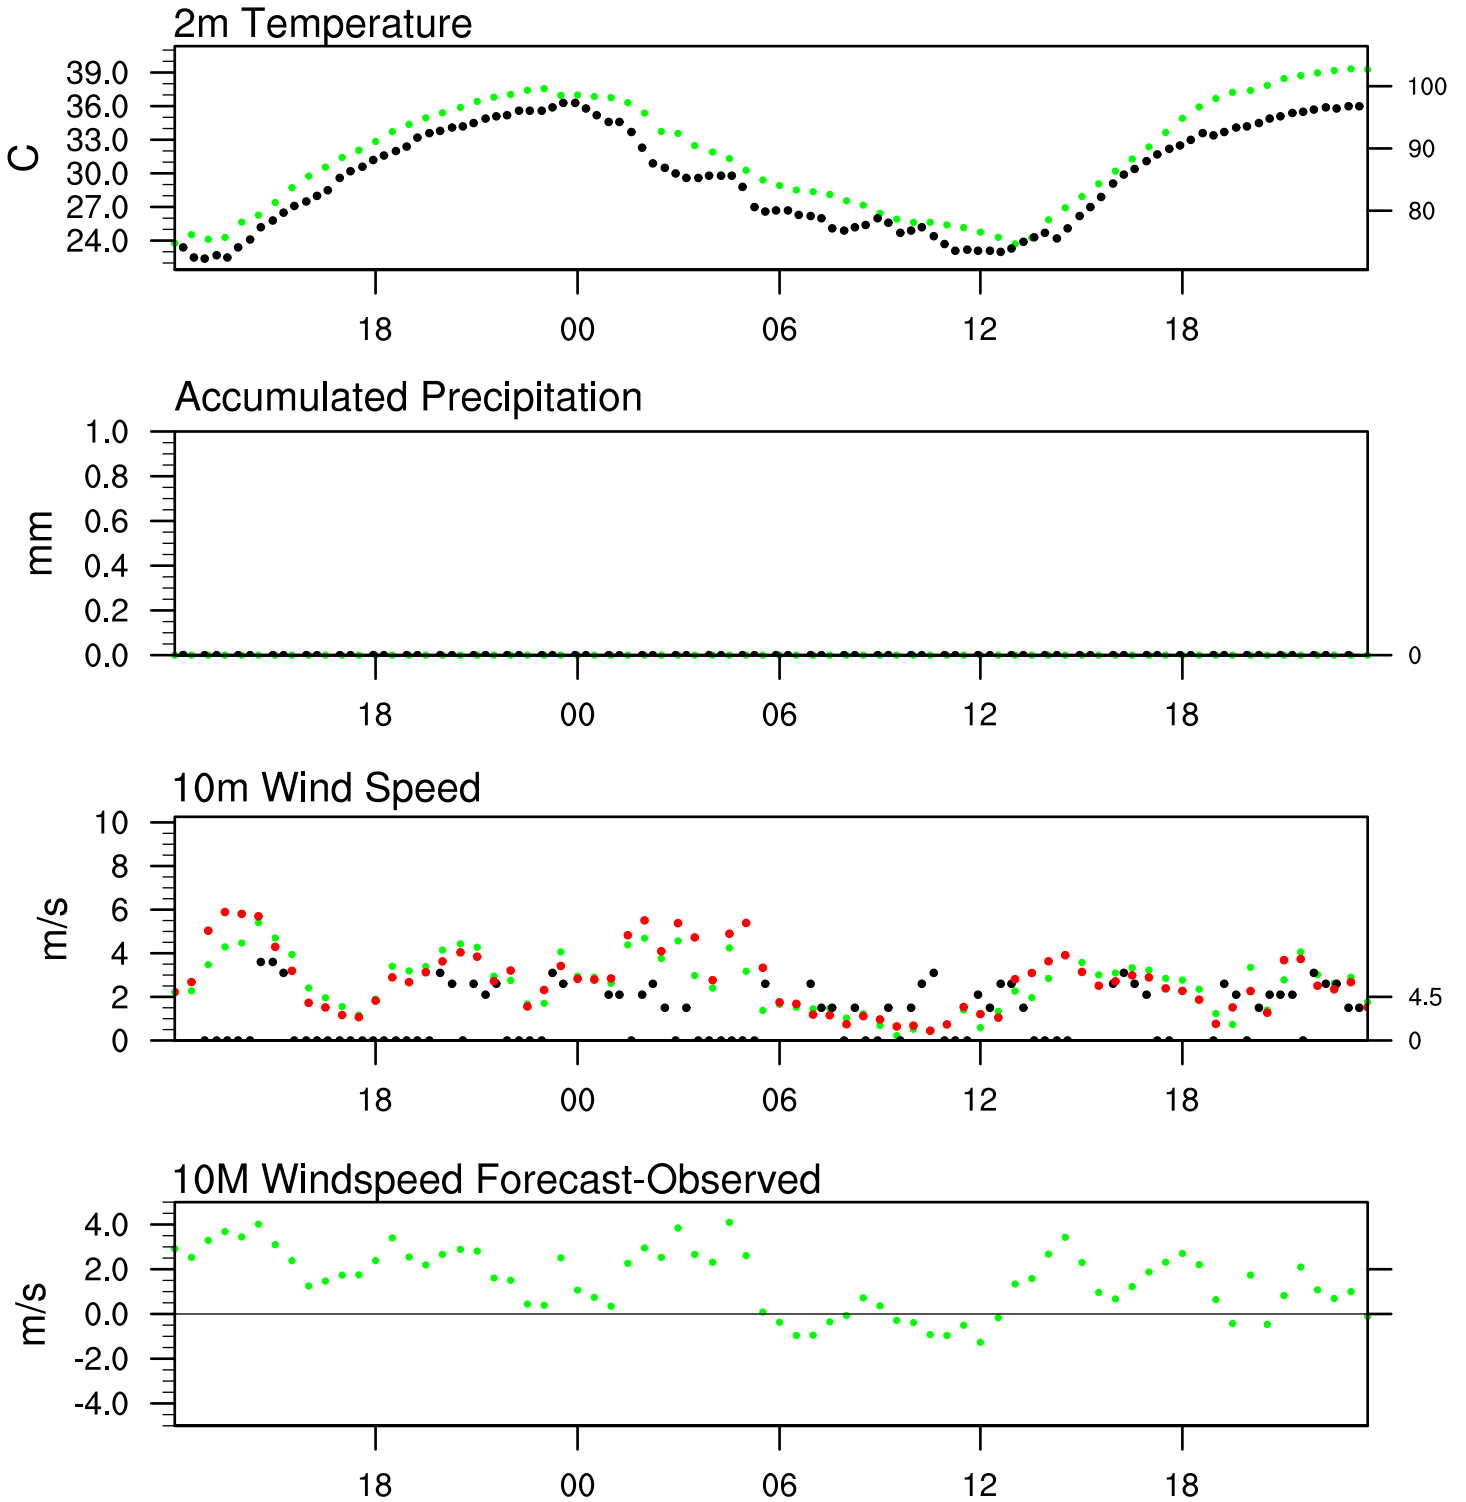 2m Temperature
39.0
36.0
33.0
30.0
27.0
24.0
C
100
90
80
18 00 06 12 18
Accumulated Precipitation
1.0
0.8
0.6
0.4
0.2
0.0
mm
0
18 00 06 12 18
10m Wind Speed
10
8
6
4
2
0
m/s
4.5
0
18 00 06 12 18
10M Windspeed Forecast-Observed
4.0
2.0
0.0
-2.0
-4.0
m/s
18 00 06 12 18